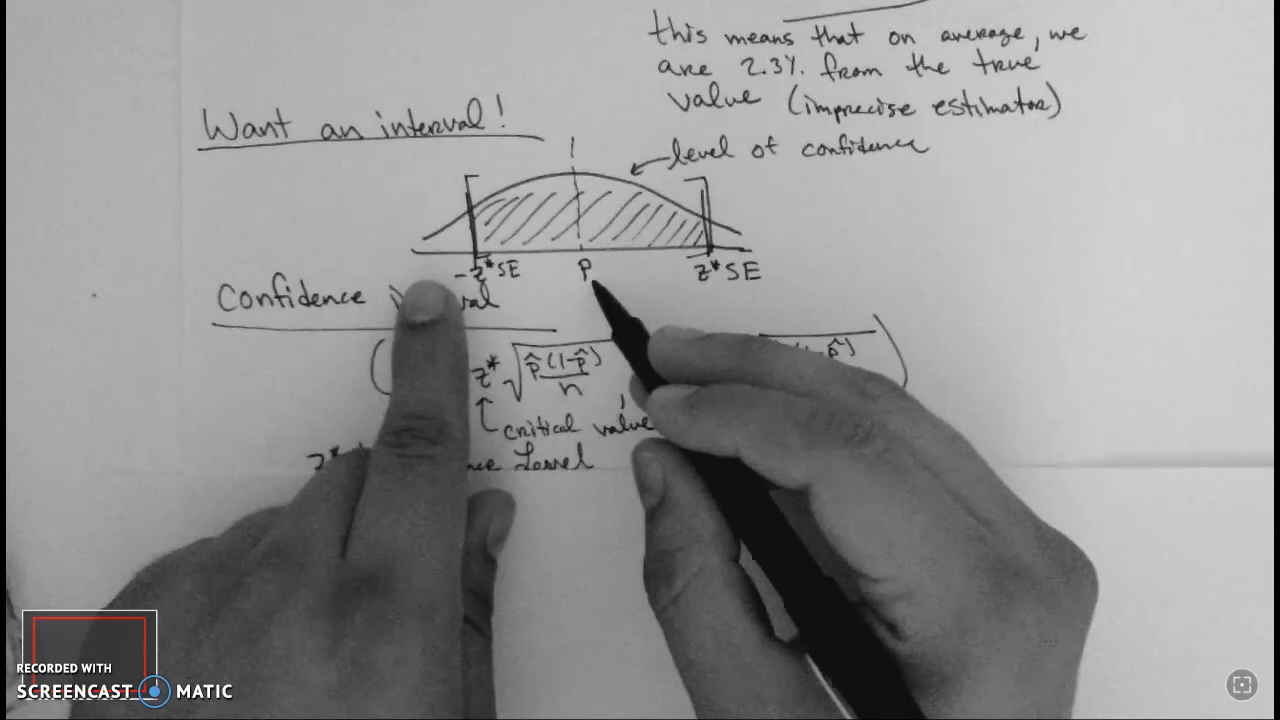 this means that on average, we
are 2.3%. from the true
value (imprecise estimator)
Want an interval!
level of confidence
-z*SE P z*SE
Confidence
( z* √p̂(1-p̂)/n , p̂) )
critical value
Level
RECORDED WITH
SCREENCAST MATIC